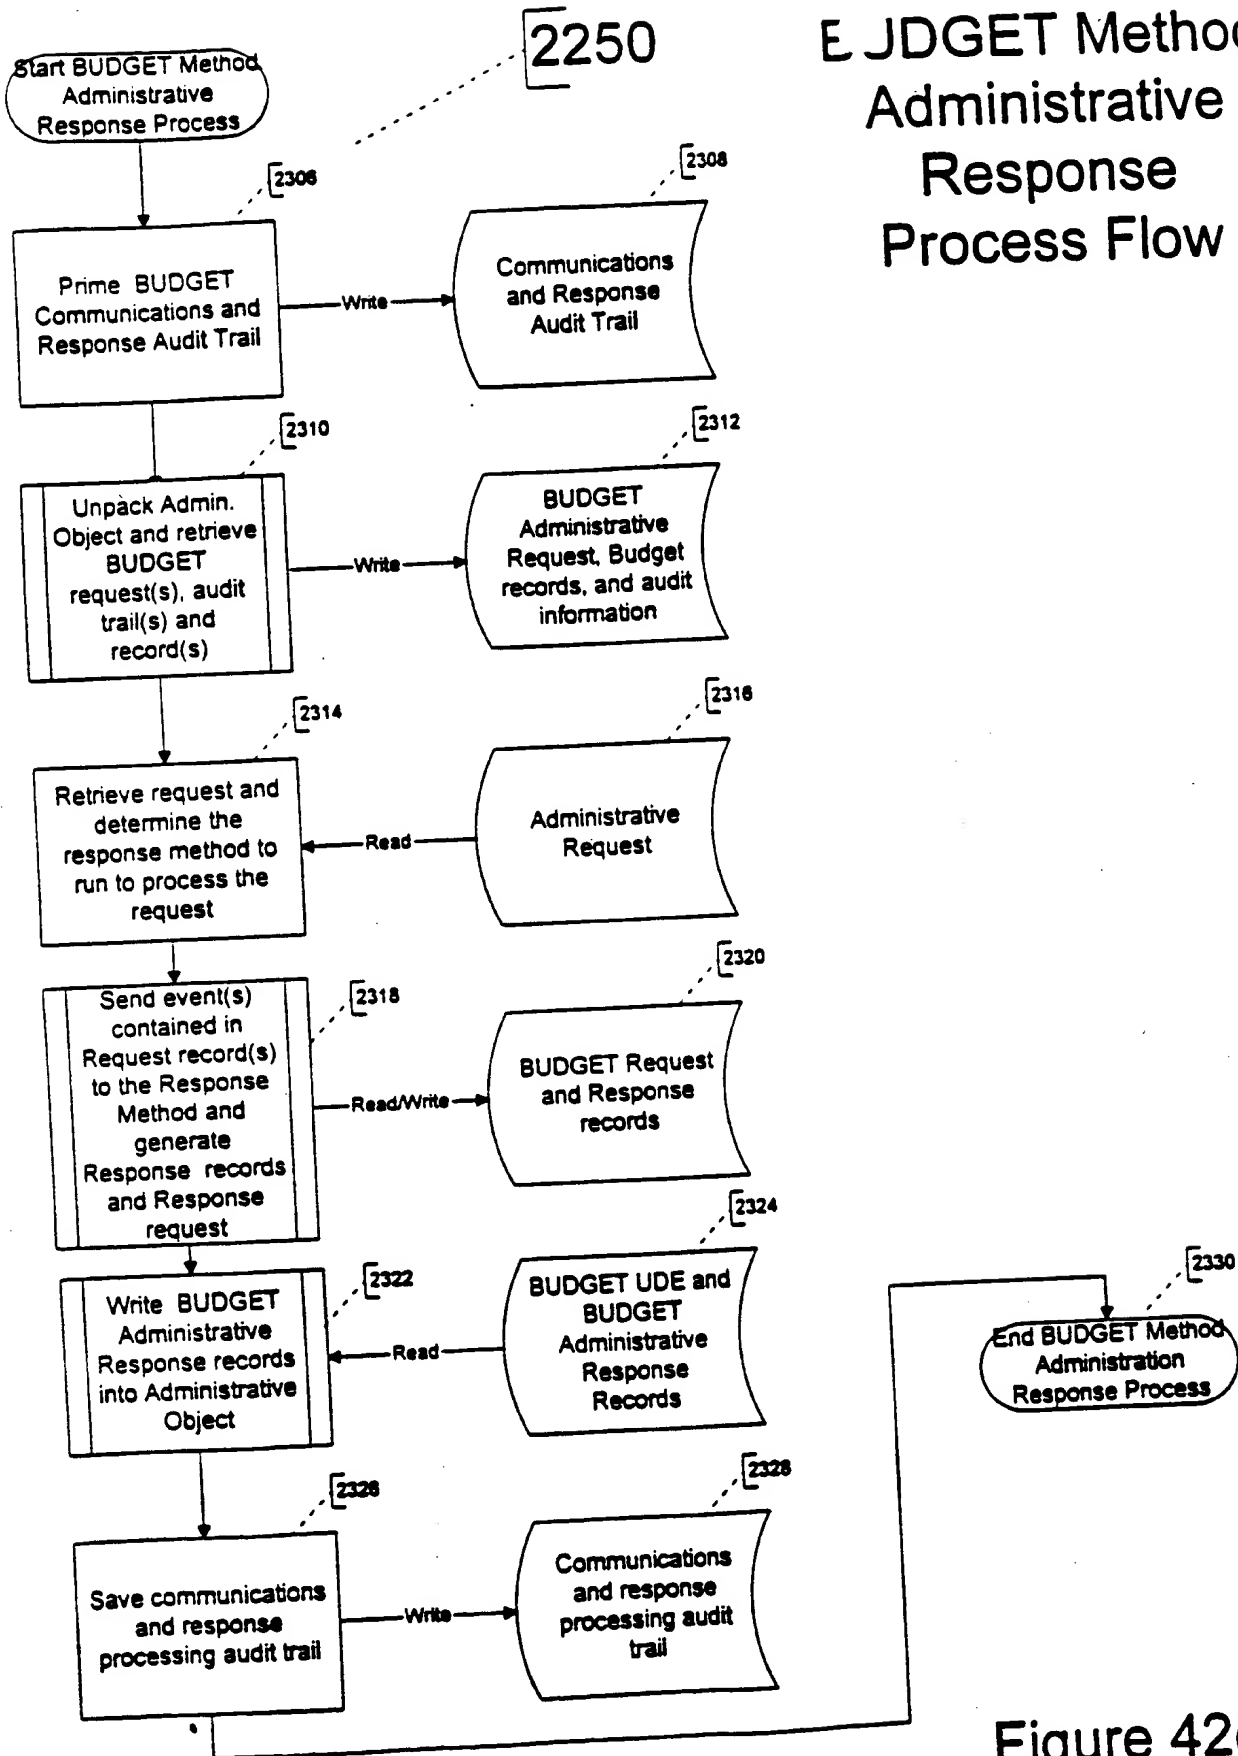 2250
E JDGET Method
Administrative
Response
Process Flow
Start BUDGET Method
Administrative
Response Process
2306
2308
Prime BUDGET
Communications and
Response Audit Trail
Write
Communications
and Response
Audit Trail
2310
2312
Unpack Admin.
Object and retrieve
BUDGET
request(s), audit
trail(s) and
record(s)
Write
BUDGET
Administrative
Request, Budget
records, and audit
information
2314
2316
Retrieve request and
determine the
response method to
run to process the
request
Read
Administrative
Request
2318
2320
Send event(s)
contained in
Request record(s)
to the Response
Method and
generate
Response records
and Response
request
Read/Write
BUDGET Request
and Response
records
2322
2324
Write BUDGET
Administrative
Response records
into Administrative
Object
Read
BUDGET UDE and
BUDGET
Administrative
Response
Records
2330
End BUDGET Method
Administration
Response Process
2326
2328
Save communications
and response
processing audit trail
Write
Communications
and response
processing audit
trail
Figure 42